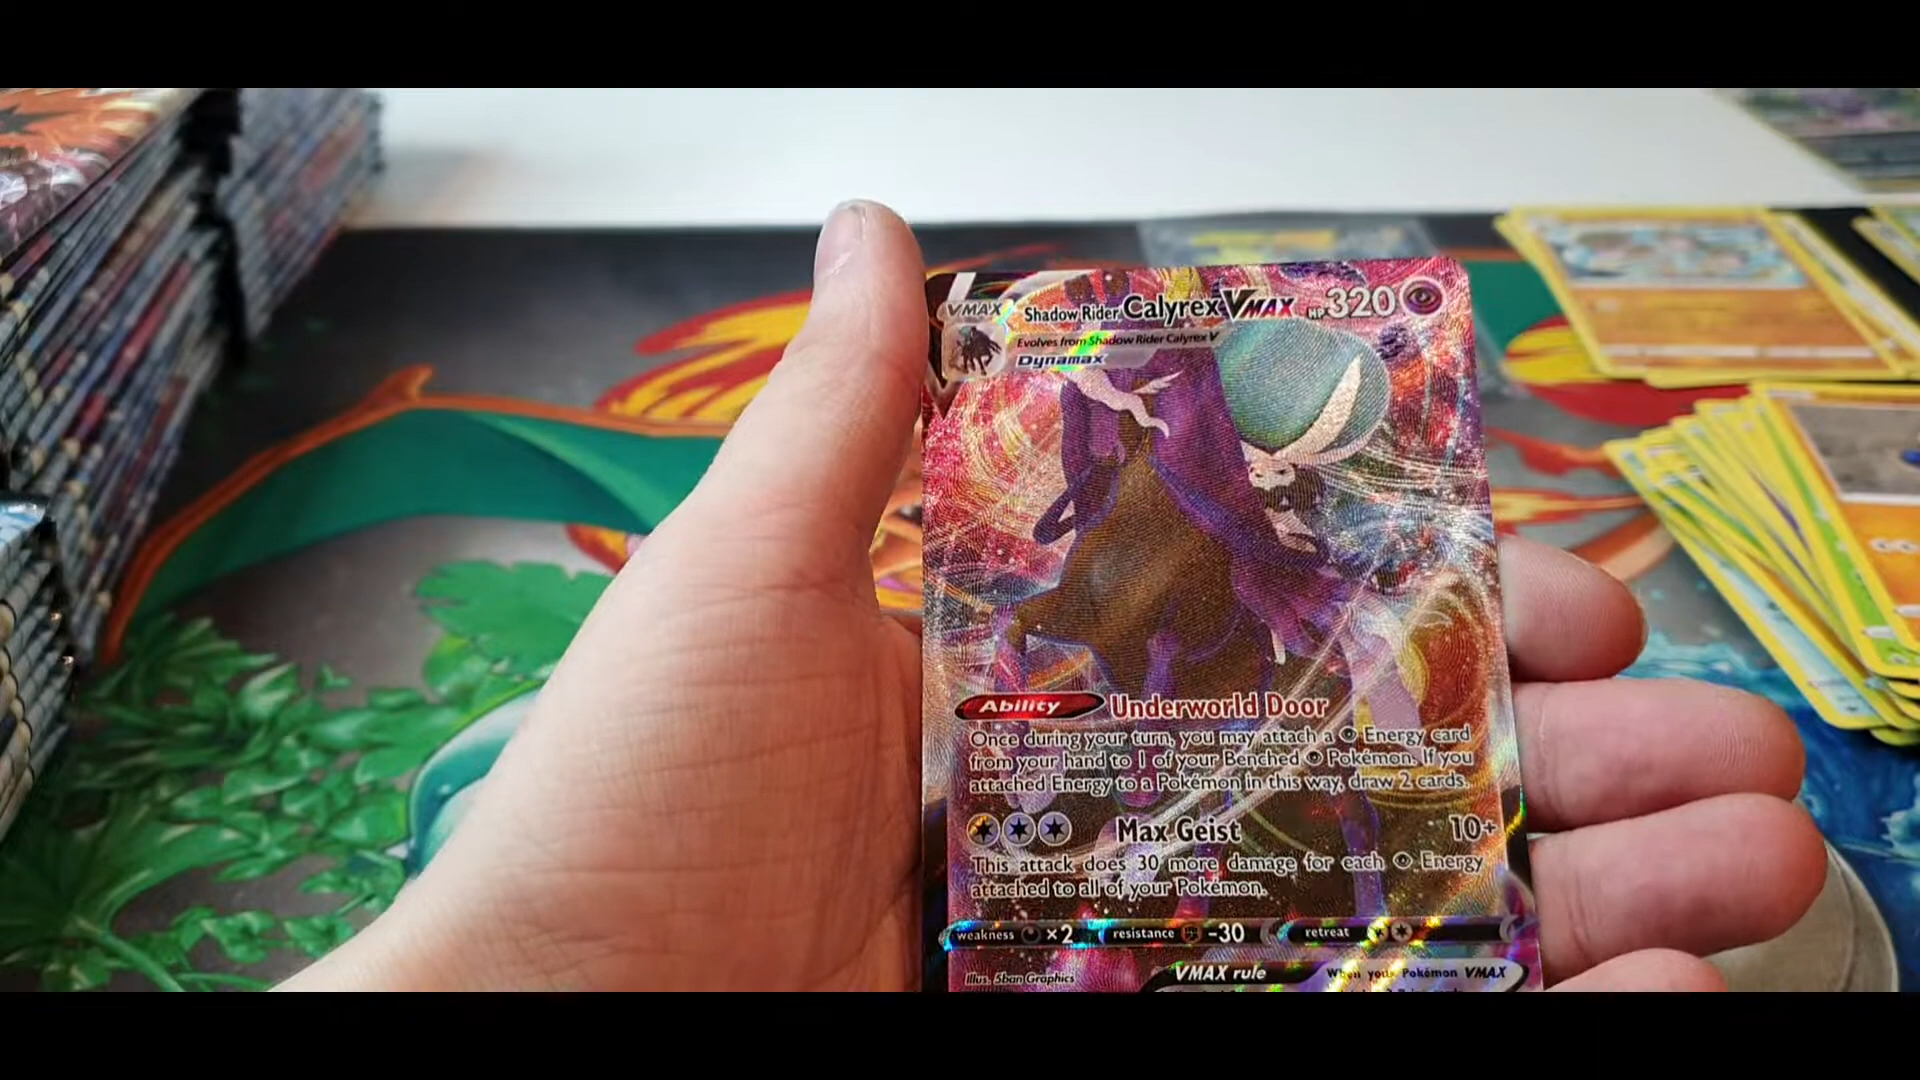 VMAX Shadow Rider Calyrex VMAX HP 320
Evolves from Shadow Rider Calyrex V
Dynamax
Ability Underworld Door
Once during your turn, you may attach a Energy card
from your hand to 1 of your Benched Pokémon. If you
attached Energy to a Pokémon in this way, draw 2 cards.
Max Geist 10+
This attack does 30 more damage for each Energy
attached to all of your Pokémon.
weakness ×2 resistance -30 retreat
Illus. 5ban Graphics VMAX rule When your Pokémon VMAX